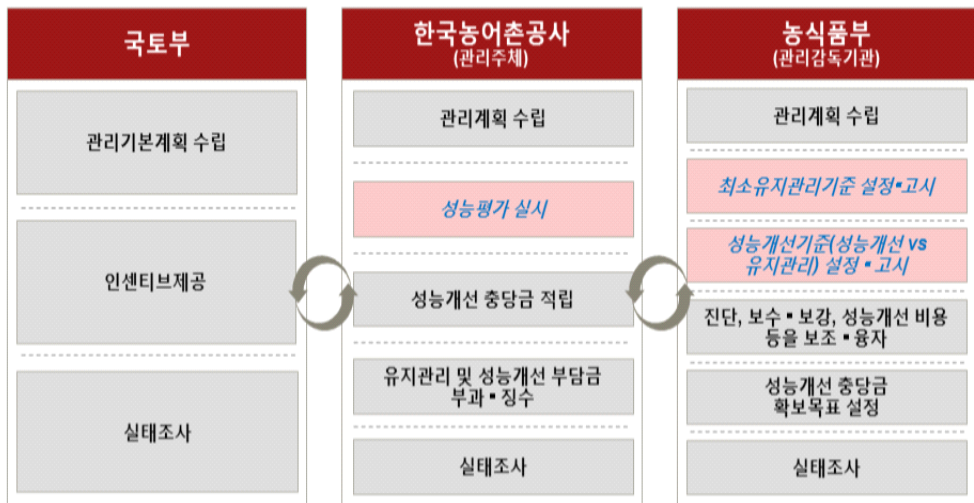 국토부
관리기본계획 수립
인센티브제공
실태조사
한국농어촌공사
(관리주체)
관리계획 수립
성능평가 실시
성능개선 충당금 적립
유지관리 및 성능개선 부담금
부과▪징수
실태조사
농식품부
(관리감독기관)
관리계획 수립
최소유지관리기준 설정▪고시
성능개선기준(성능개선 vs
유지관리) 설정 ▪ 고시
진단, 보수 ▪ 보강, 성능개선 비용
등을 보조 ▪ 융자
성능개선 충당금
확보목표 설정
실태조사